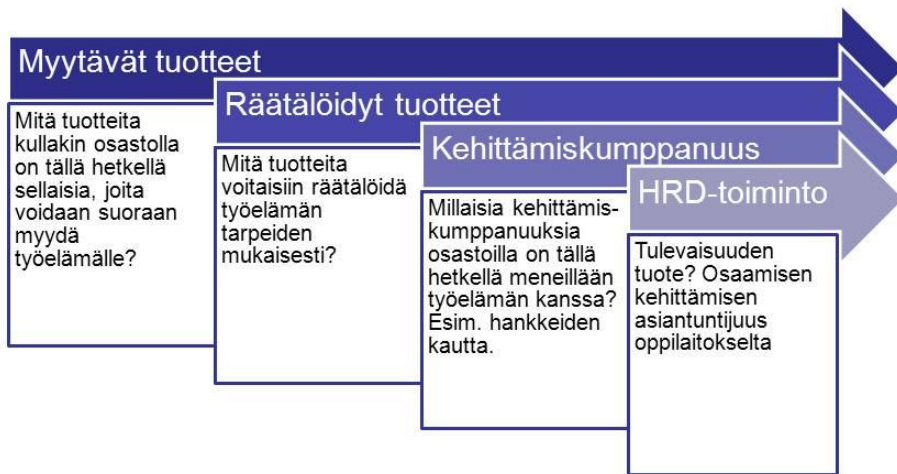 Myytävät tuotteet
Mitä tuotteita
kullakin osastolla
on tällä hetkellä
sellaisia, joita
voidaan suoraan
myydä
työelämälle?
Räätälöidyt tuotteet
Mitä tuotteita
voitaisiin räätälöidä
työelämän
tarpeiden
mukaisesti?
Kehittämiskumppanuus
Millaisia kehittämis-
kumppanuuksia
osastoilla on tällä
hetkellä meneillään
työelämän kanssa?
Esim. hankkeiden
kautta.
HRD-toiminto
Tulevaisuuden
tuote? Osaamisen
kehittämisen
asiantuntijuus
oppilaitokselta